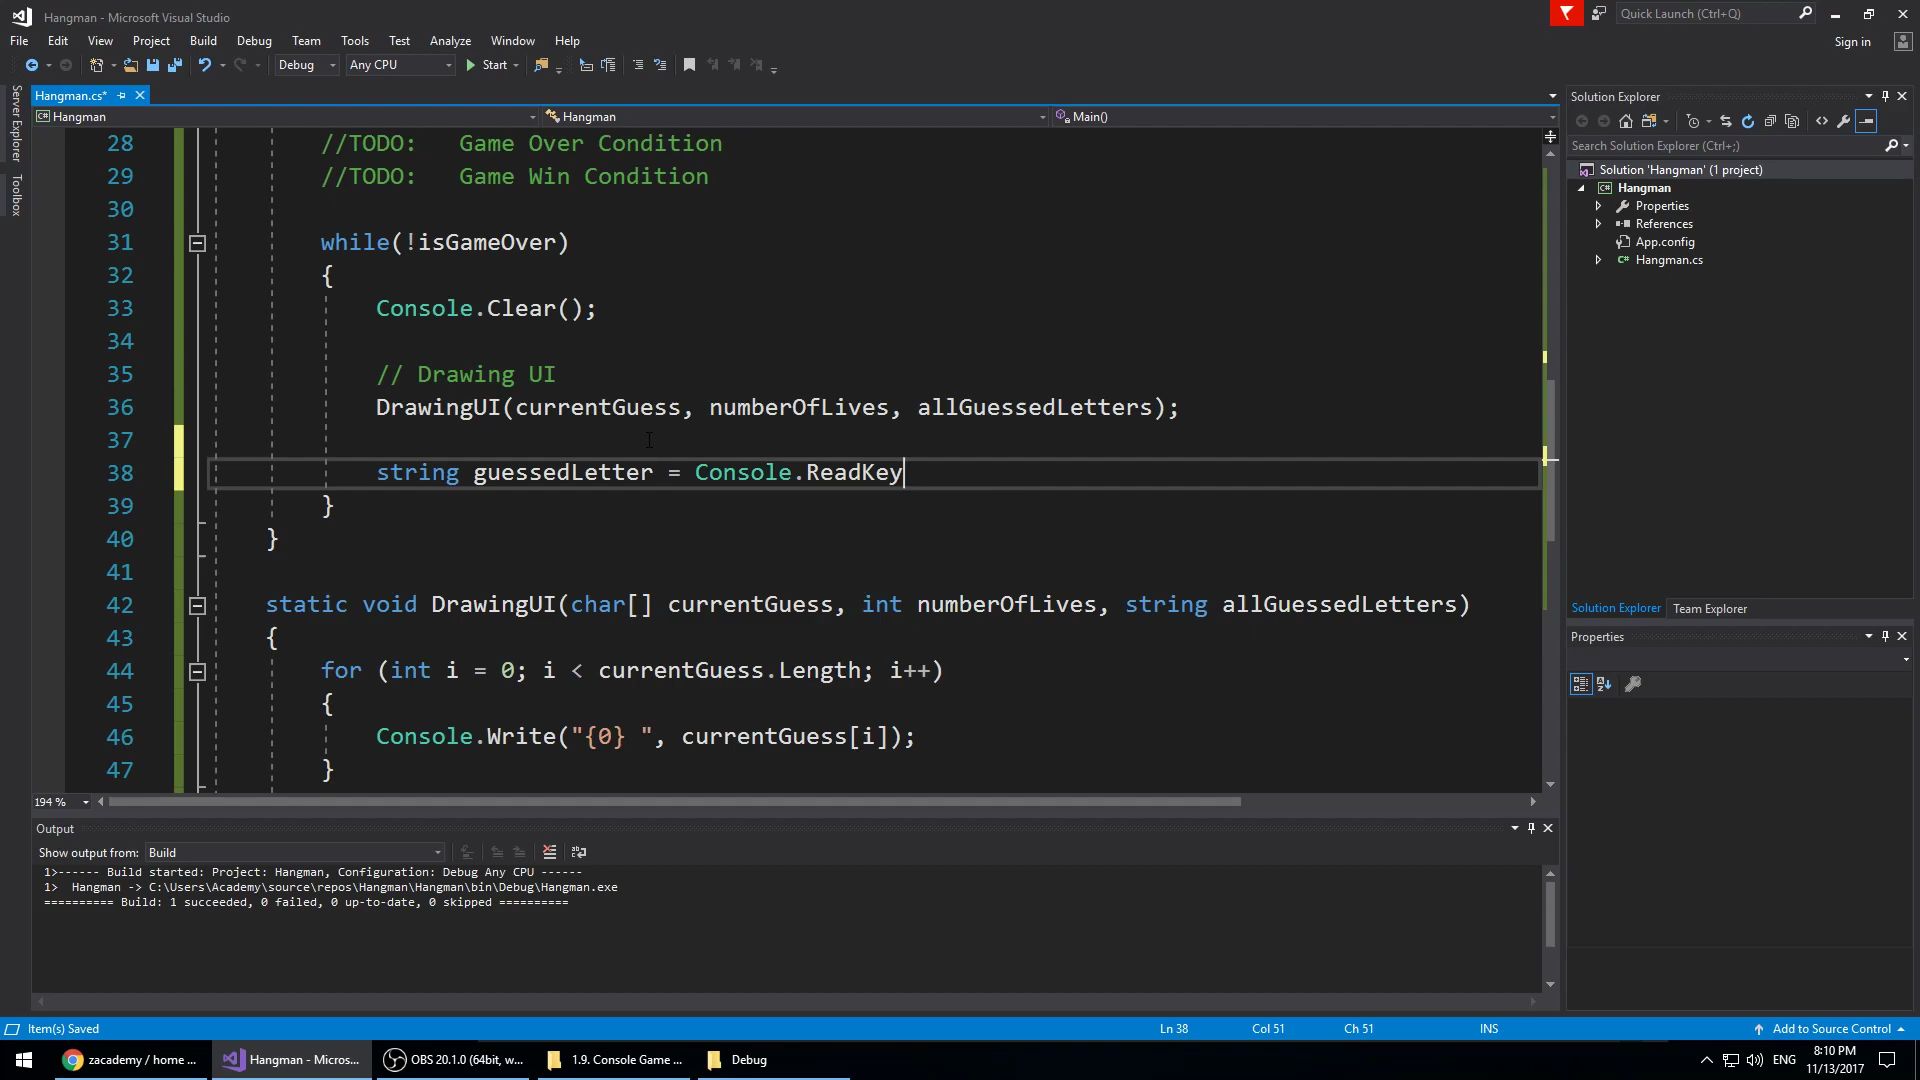 Hangman - Microsoft Visual Studio
Quick Launch (Ctrl+Q)
File Edit View Project Build Debug Team Tools Test Analyze Window Help
Sign in
Debug Any CPU Start
Server Explorer
Toolbox
Hangman.cs*
Hangman Hangman Main()
28 //TODO: Game Over Condition
29 //TODO: Game Win Condition
30
31 while(!isGameOver)
32 {
33 Console.Clear();
34
35 // Drawing UI
36 DrawingUI(currentGuess, numberOfLives, allGuessedLetters);
37
38 string guessedLetter = Console.ReadKey
39 }
40 }
41
42 static void DrawingUI(char[] currentGuess, int numberOfLives, string allGuessedLetters)
43 {
44 for (int i = 0; i < currentGuess.Length; i++)
45 {
46 Console.Write("{0} ", currentGuess[i]);
47 }
194 %
Solution Explorer
Search Solution Explorer (Ctrl+;)
Solution 'Hangman' (1 project)
Hangman
Properties
References
App.config
Hangman.cs
Solution Explorer Team Explorer
Properties
Output
Show output from: Build
1>------ Build started: Project: Hangman, Configuration: Debug Any CPU ------
1> Hangman -> C:\Users\Academy\source\repos\Hangman\Hangman\bin\Debug\Hangman.exe
========== Build: 1 succeeded, 0 failed, 0 up-to-date, 0 skipped ==========
Item(s) Saved Ln 38 Col 51 Ch 51 INS Add to Source Control
zacademy / home ... Hangman - Micros... OBS 20.1.0 (64bit, w... 1.9. Console Game ... Debug ENG 8:10 PM
11/13/2017